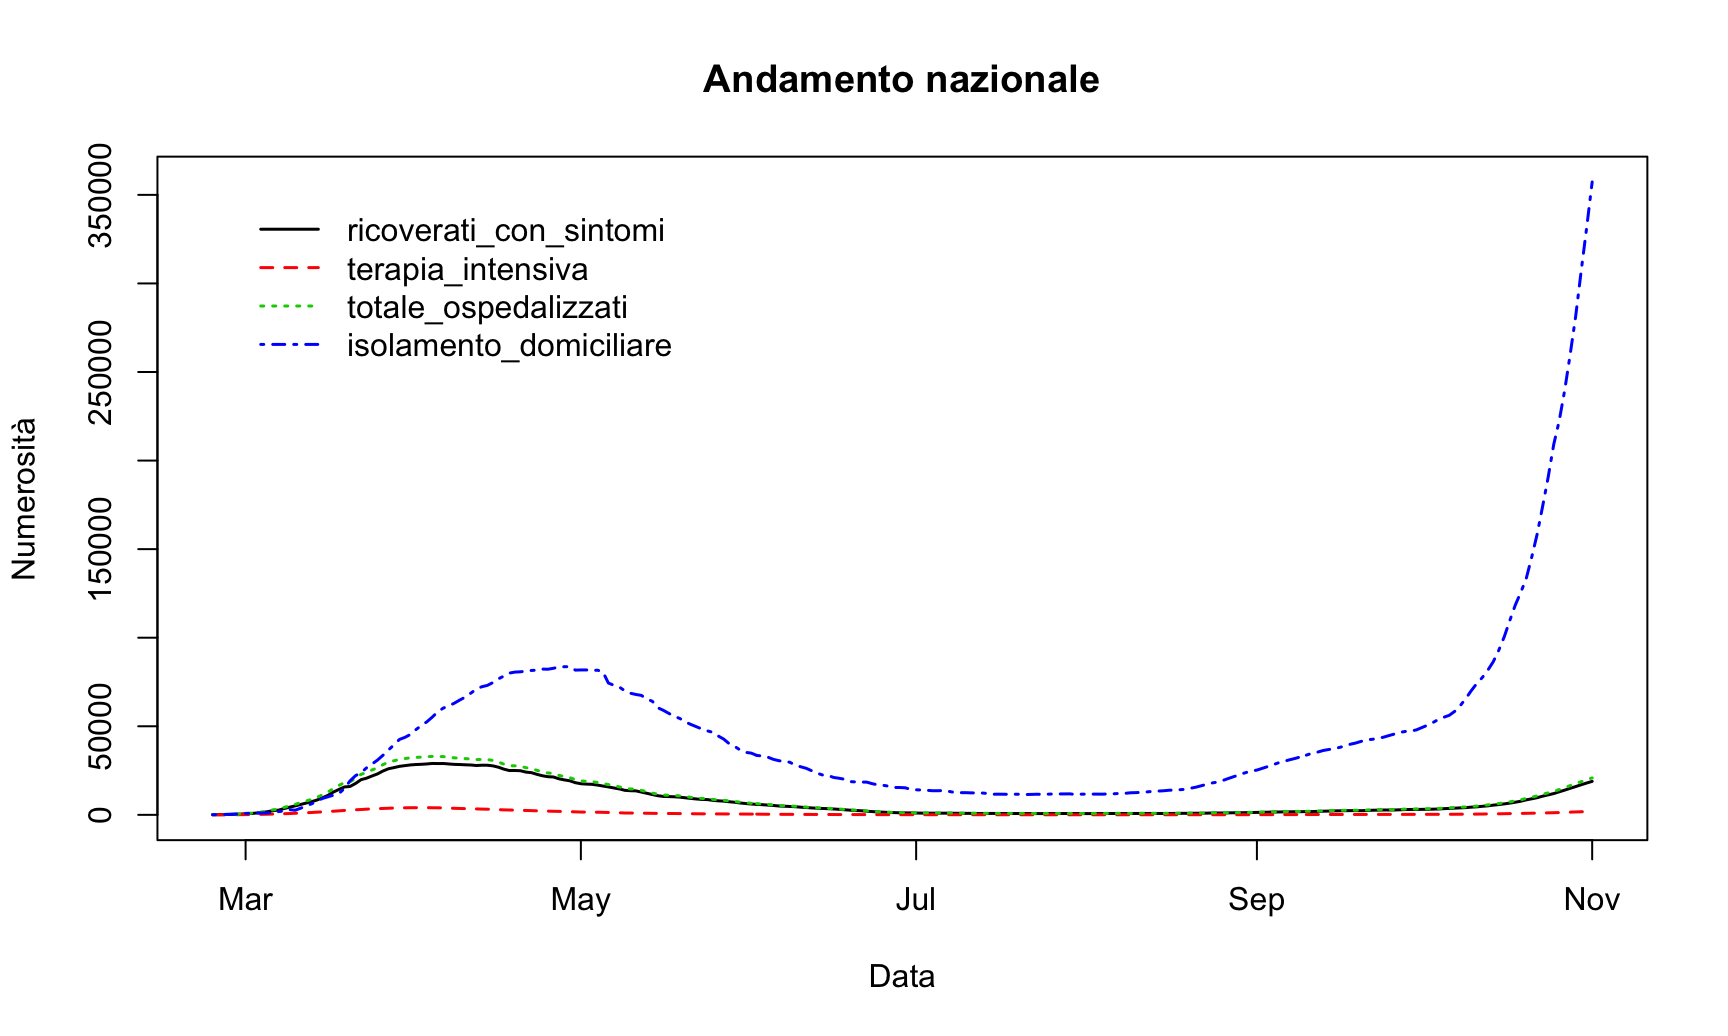 Andamento nazionale
350000
250000
150000
50000
0
Numerosità
ricoverati_con_sintomi
terapia_intensiva
totale_ospedalizzati
isolamento_domiciliare
Mar May Jul Sep Nov
Data